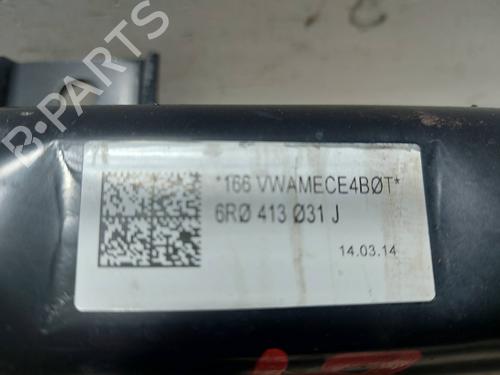 B-PARTS
*166 VWAMECE4BØT*
6RØ 413 Ø31 J
14.03.14